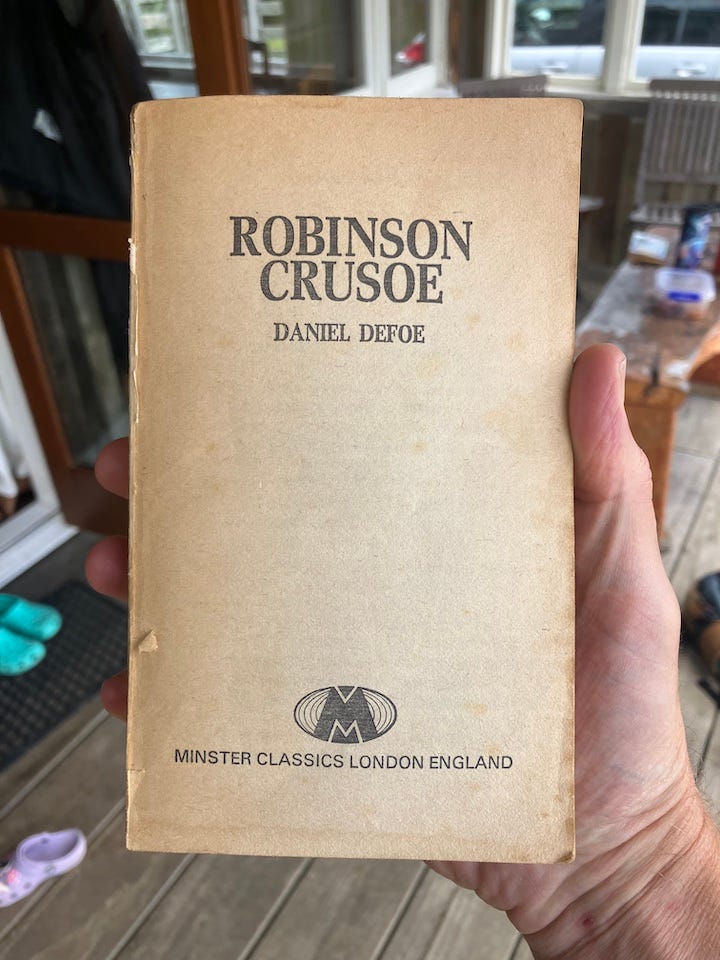 ROBINSON
CRUSOE
DANIEL DEFOE
M
MINSTER CLASSICS LONDON ENGLAND